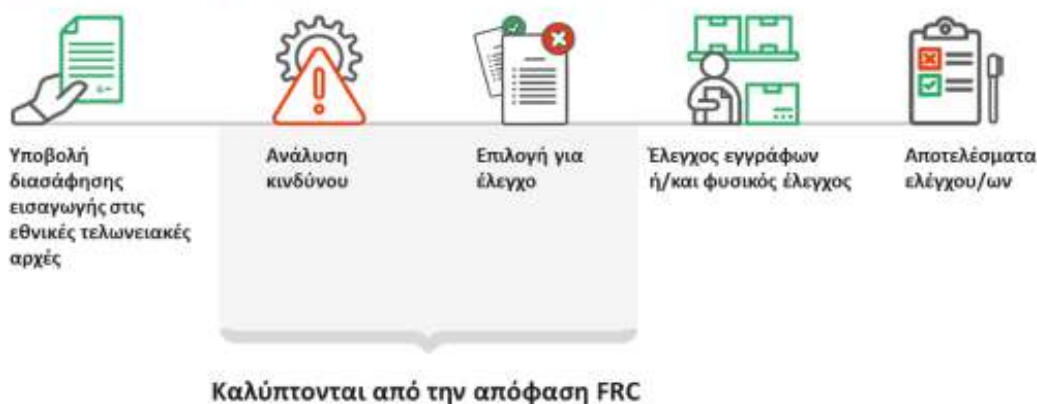 Υποβολή
διασάφησης
εισαγωγής στις
εθνικές τελωνειακές
αρχές
Ανάλυση
κινδύνου
Επιλογή για
έλεγχο
Έλεγχος εγγράφων
ή/και φυσικός έλεγχος
Αποτελέσματα
ελέγχου/ων
Καλύπτονται από την απόφαση FRC